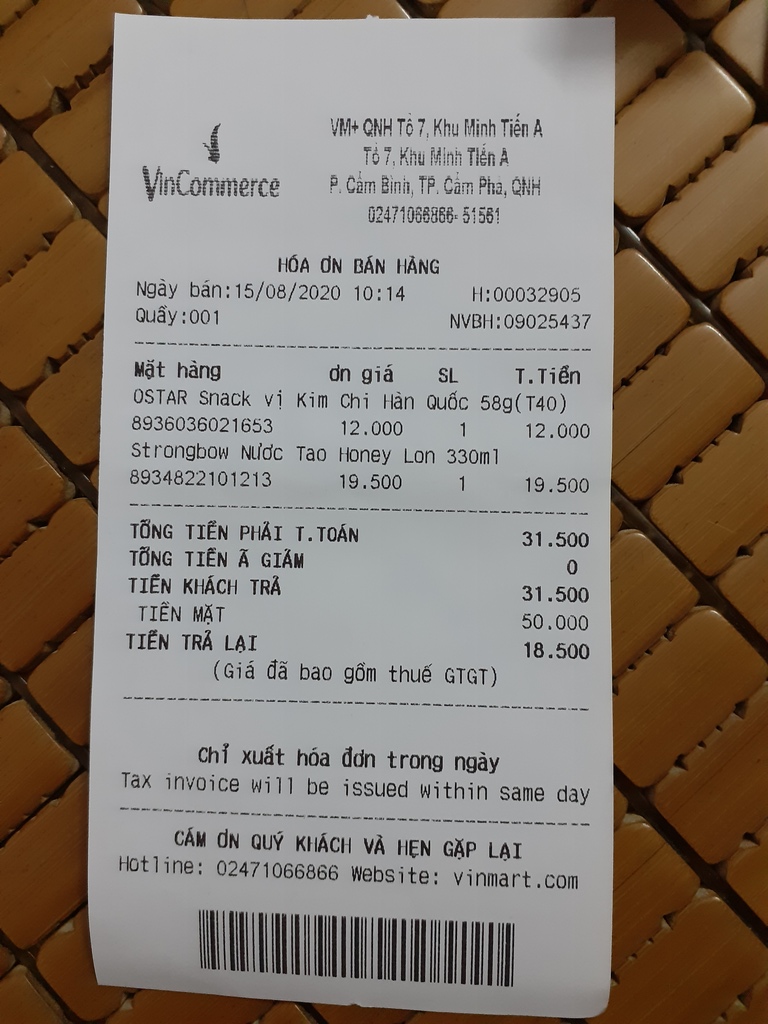 VinCommerce
VM+ QNH Tổ 7, Khu Minh Tiến A
Tổ 7, Khu Minh Tiến A
P. Cẩm Bình, TP. Cẩm Phả, QNH
02471066866- 51561
HÓA ƠN BÁN HÀNG
Ngày bán:15/08/2020 10:14 H:00032905
Quầy:001 NVBH:09025437
Mặt hàng ơn giá SL T.Tiền
OSTAR Snack vị Kim Chi Hàn Quốc 58g(T40)
8936036021653 12.000 1 12.000
Strongbow Nước Tao Honey Lon 330ml
8934822101213 19.500 1 19.500
TỔNG TIỀN PHẢI T.TOÁN 31.500
TỔNG TIỀN Ã GIẢM 0
TIỀN KHÁCH TRẢ 31.500
TIỀN MẶT 50.000
TIỀN TRẢ LẠI 18.500
(Giá đã bao gồm thuế GTGT)
Chỉ xuất hóa đơn trong ngày
Tax invoice will be issued within same day
CÁM ƠN QUÝ KHÁCH VÀ HẸN GẶP LẠI
Hotline: 02471066866 Website: vinmart.com